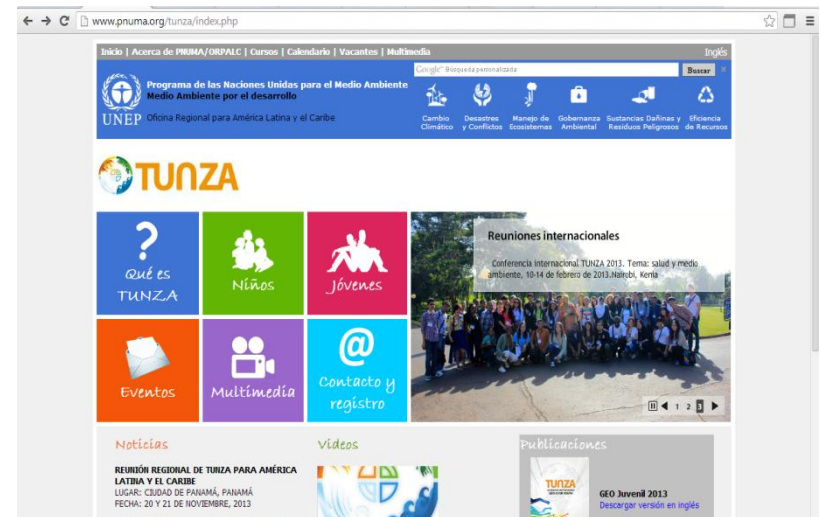 www.pnuma.org/tunza/index.php
Inicio | Acerca de PNUMA/ORPALC | Cursos | Calendario | Vacantes | Multimedia Inglés
Google™ Búsqueda personalizada Buscar ×
Programa de las Naciones Unidas para el Medio Ambiente
Medio Ambiente por el desarrollo
UNEP Oficina Regional para América Latina y el Caribe
Cambio Climático
Desastres y Conflictos
Manejo de Ecosistemas
Gobernanza Ambiental
Sustancias Dañinas y Residuos Peligrosos
Eficiencia de Recursos
TUNZA
?
Qué es
TUNZA
Niños
Jóvenes
Reuniones internacionales
Conferencia Internacional TUNZA 2013. Tema: salud y medio
ambiente, 10-14 de febrero de 2013.Nairobi, Kenia
Eventos
Multimedia
@
Contacto y
registro
1 2 3
Noticias
REUNIÓN REGIONAL DE TUNZA PARA AMÉRICA
LATINA Y EL CARIBE
LUGAR: CIUDAD DE PANAMÁ, PANAMÁ
FECHA: 20 Y 21 DE NOVIEMBRE, 2013
Vídeos
Publicaciones
TUNZA
GEO Juvenil 2013
Descargar versión en inglés